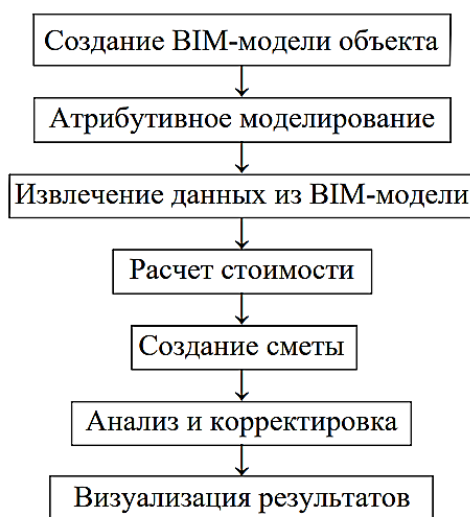 Создание BIM-модели объекта
Атрибутивное моделирование
Извлечение данных из BIM-модели
Расчет стоимости
Создание сметы
Анализ и корректировка
Визуализация результатов